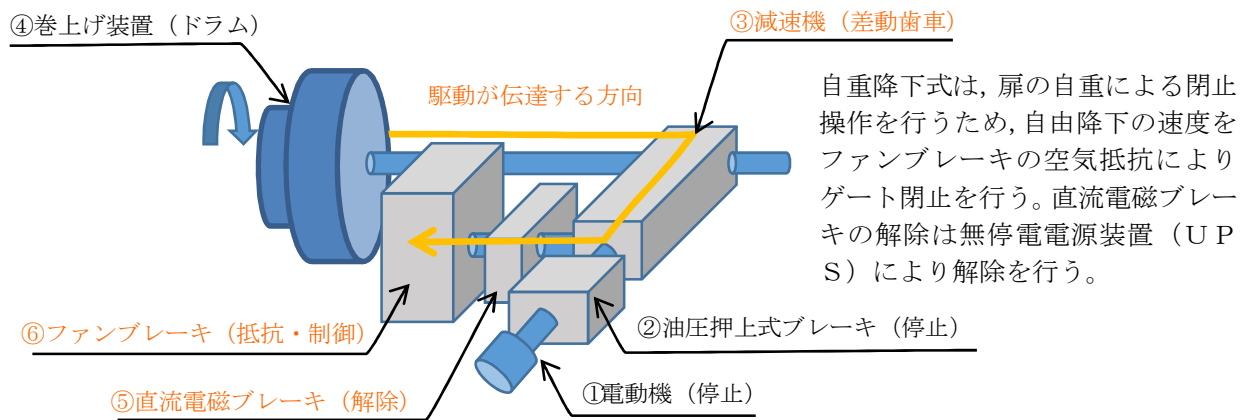 ④巻上げ装置（ドラム）
③減速機（差動歯車）
駆動が伝達する方向
自重降下式は，扉の自重による閉止
操作を行うため，自由降下の速度を
ファンブレーキの空気抵抗により
ゲート閉止を行う。直流電磁ブレー
キの解除は無停電電源装置（ＵＰ
Ｓ）により解除を行う。
⑥ファンブレーキ（抵抗・制御）
②油圧押上式ブレーキ（停止）
⑤直流電磁ブレーキ（解除）
①電動機（停止）